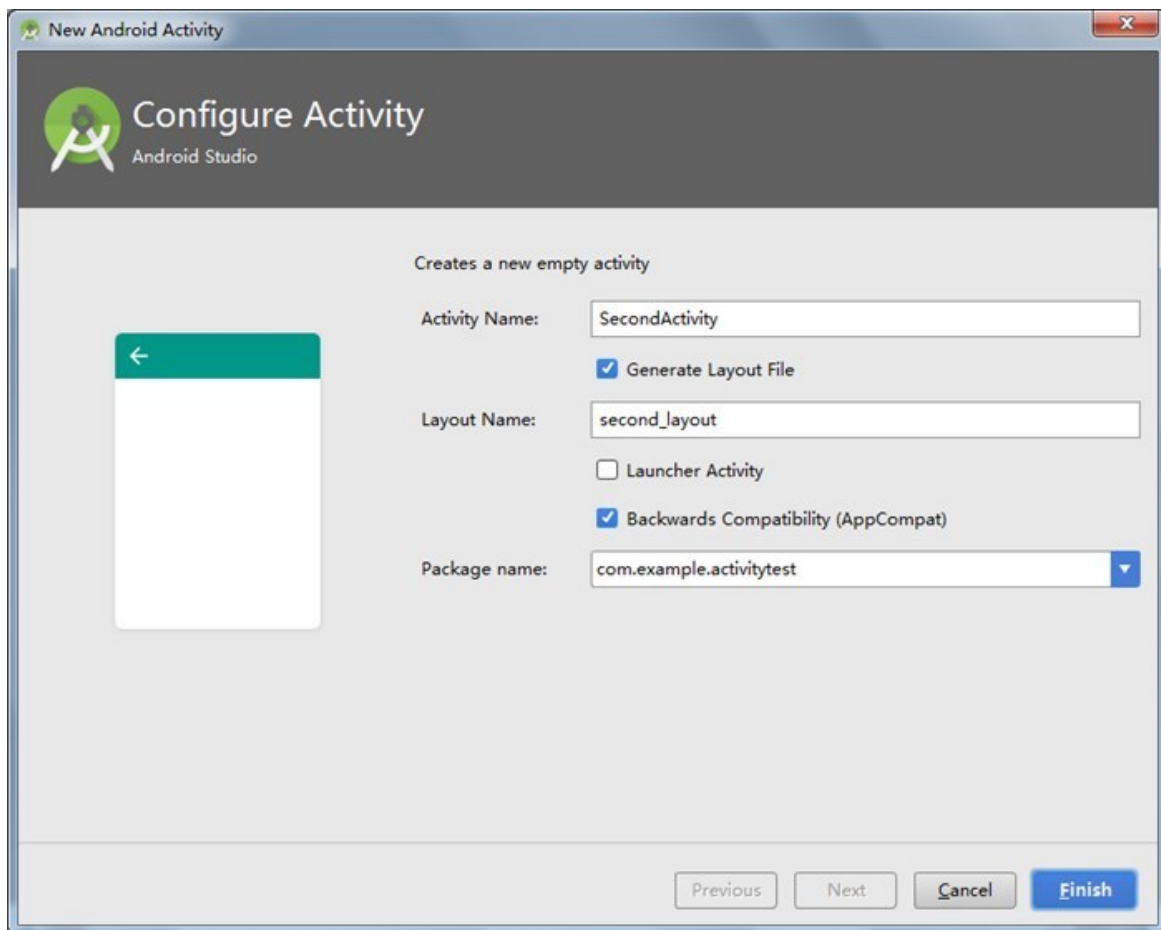 New Android Activity
Configure Activity
Android Studio
Creates a new empty activity
Activity Name: SecondActivity
Generate Layout File
Layout Name: second_layout
Launcher Activity
Backwards Compatibility (AppCompat)
Package name: com.example.activitytest
Previous Next Cancel Finish